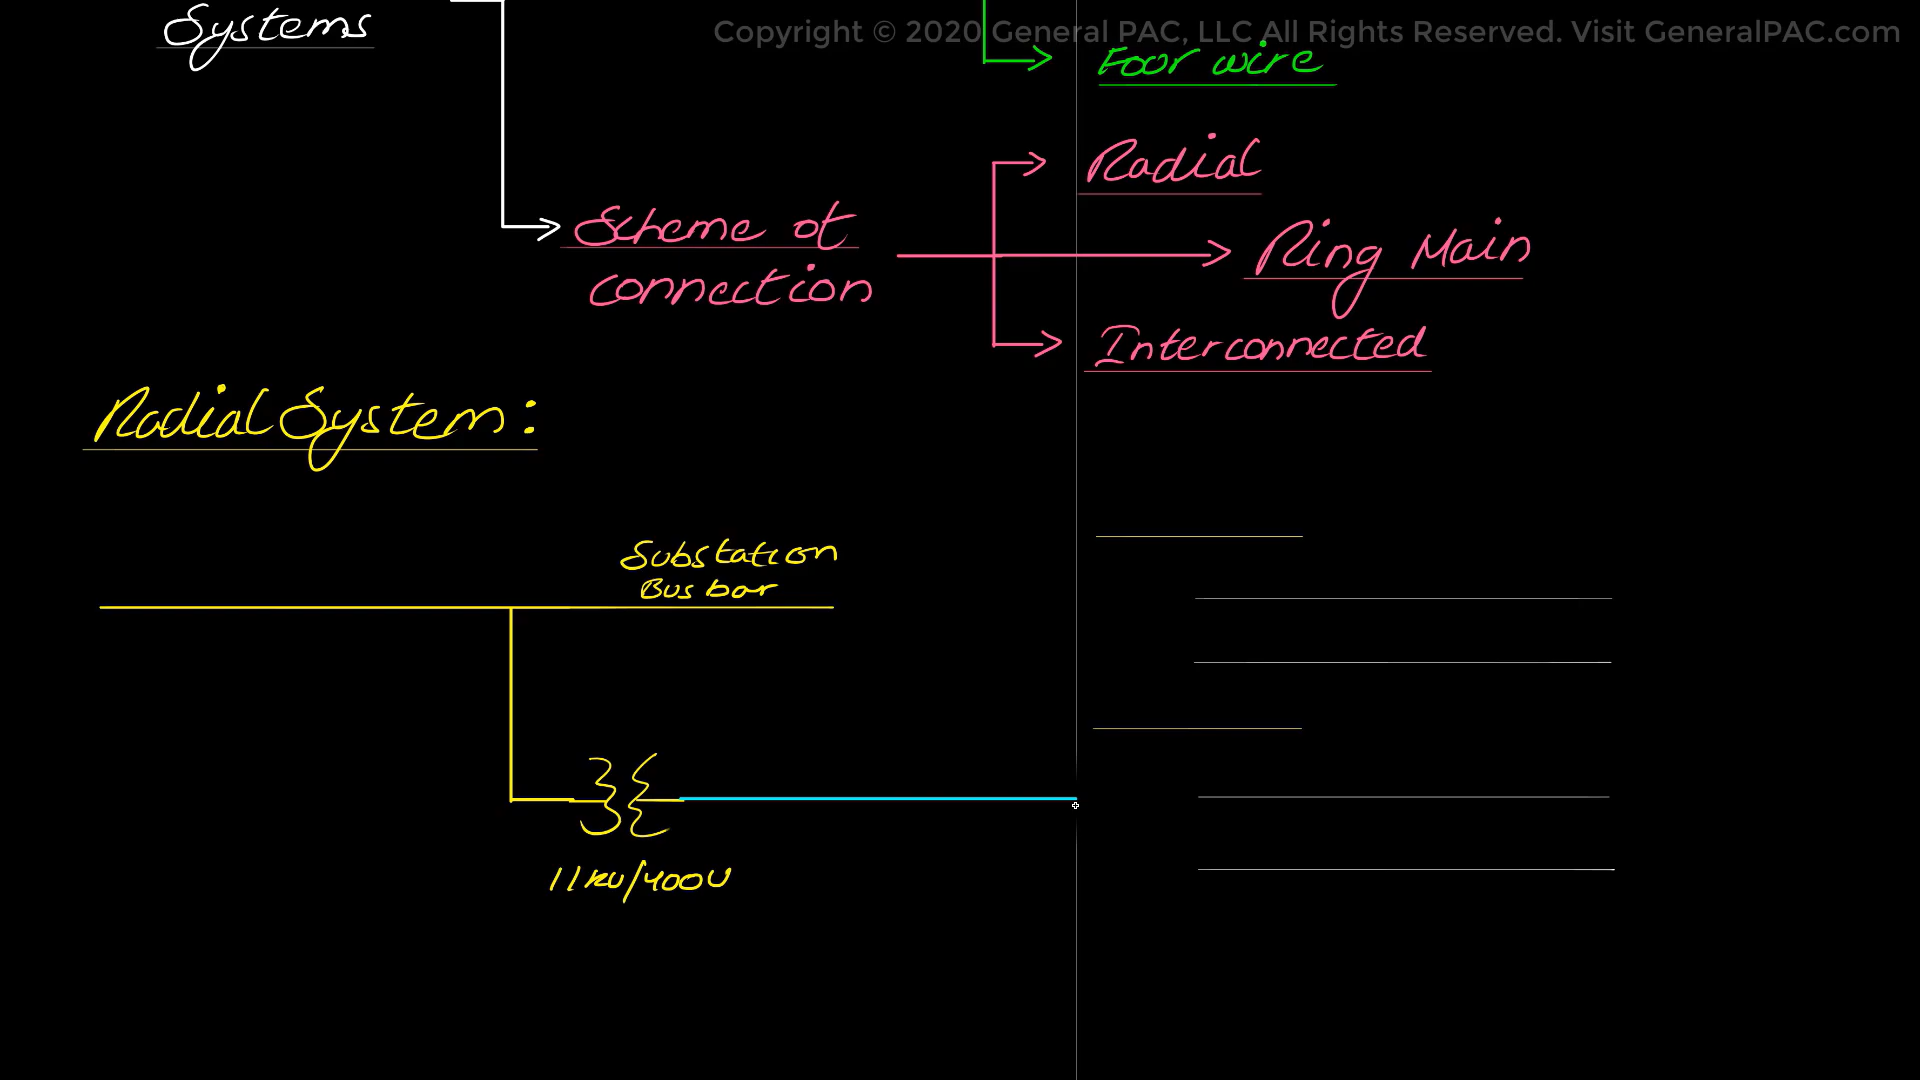 Systems
Copyright © 2020 General PAC, LLC All Rights Reserved. Visit GeneralPAC.com
Four wire
Radial
Scheme of
connection
Ring Main
Interconnected
Radial System:
Substation
Bus bar
11kV/400V